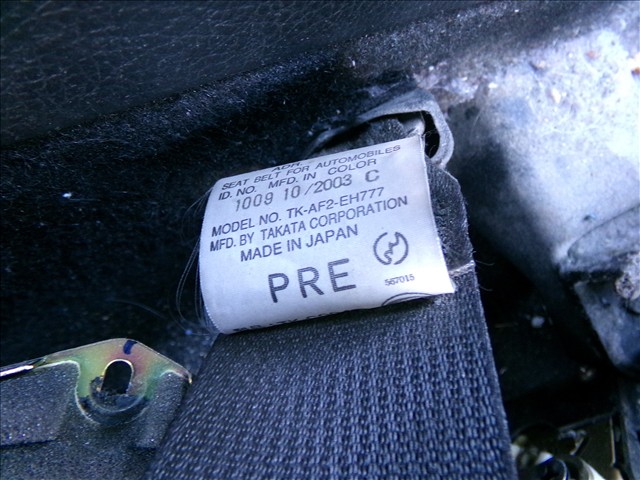 ADR
SEAT BELT FOR AUTOMOBILES
ID. NO. MFD. IN COLOR
1009 10/2003 C
MODEL NO. TK-AF2-EH777
MFD. BY TAKATA CORPORATION
MADE IN JAPAN
PRE
567015